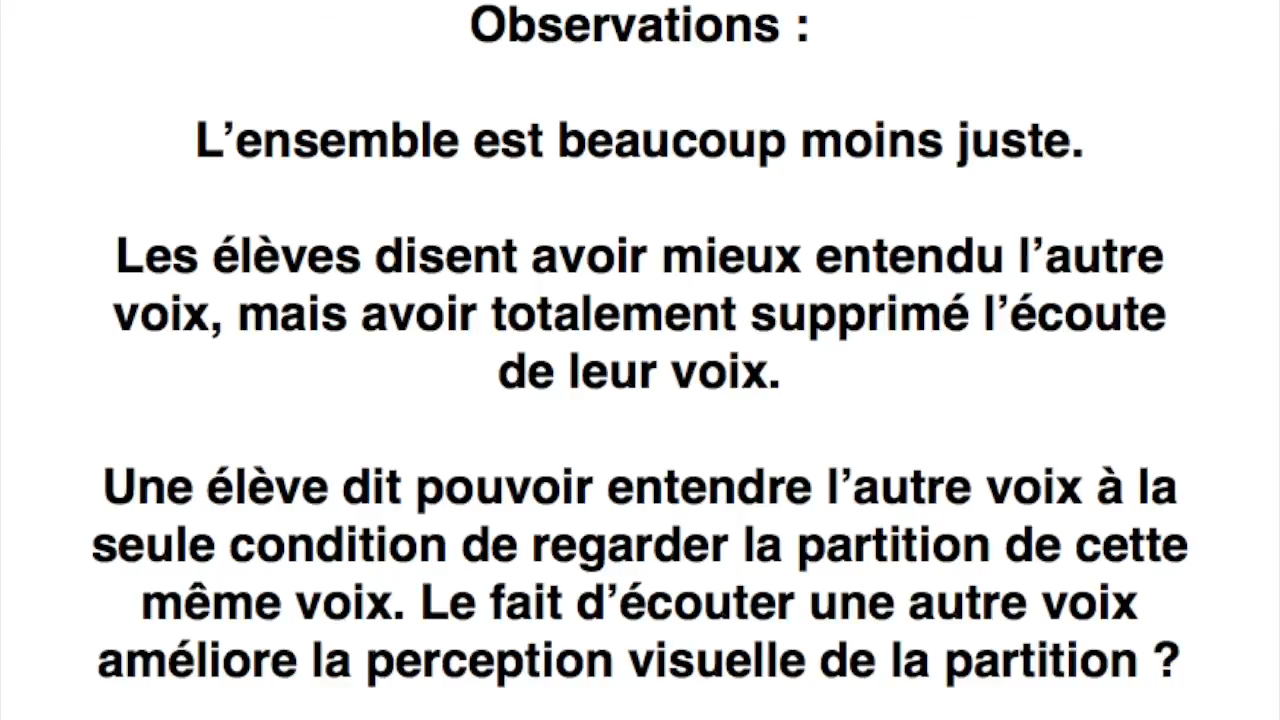 Observations :
L’ensemble est beaucoup moins juste.
Les élèves disent avoir mieux entendu l’autre
voix, mais avoir totalement supprimé l’écoute
de leur voix.
Une élève dit pouvoir entendre l’autre voix à la
seule condition de regarder la partition de cette
même voix. Le fait d’écouter une autre voix
améliore la perception visuelle de la partition ?